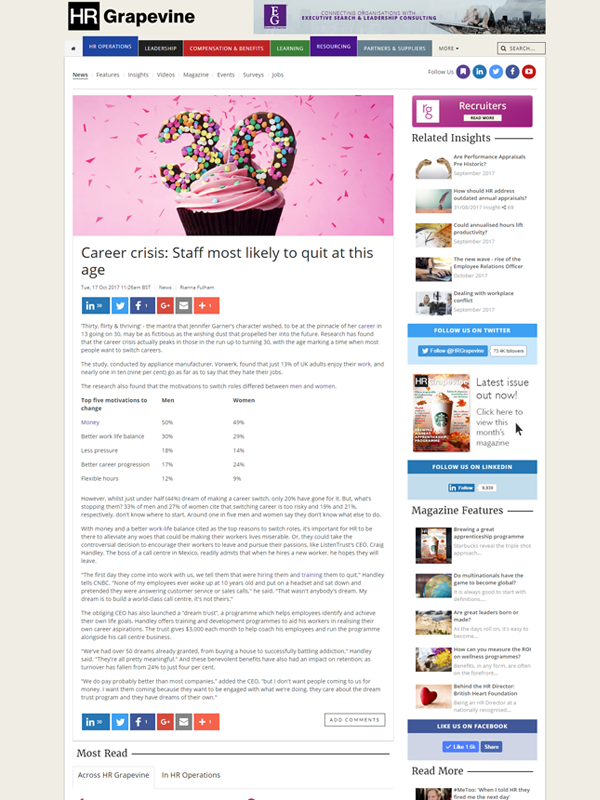 HR Grapevine
EG
CONNECTING ORGANISATIONS WITH
EXECUTIVE SEARCH & LEADERSHIP CONSULTING
HR OPERATIONS
LEADERSHIP
COMPENSATION & BENEFITS
LEARNING
RESOURCING
PARTNERS & SUPPLIERS
MORE
SEARCH...
News
Features
Insights
Videos
Magazine
Events
Surveys
Jobs
Follow Us
30
Career crisis: Staff most likely to quit at this
age
Tue, 17 Oct 2017 11:26am BST | News | Rianna Fulham
'Thirty, flirty & thriving' - the mantra that Jennifer Garner's character wished, to be at the pinnacle of her career in
13 going on 30, may be as fictitious as the wishing dust that propelled her into the future. Research has found
that the career crisis actually peaks in those in the run up to turning 30, with the age marking a time when most
people want to switch careers.
The study, conducted by appliance manufacturer, Vorwerk, found that just 13% of UK adults enjoy their work, and
nearly one in ten (nine per cent) go as far as to say that they hate their jobs.
The research also found that the motivations to switch roles differed between men and women.
Top five motivations to
change
Men
Women
Money 50% 49%
Better work life balance 30% 29%
Less pressure 18% 14%
Better career progression 17% 24%
Flexible hours 12% 9%
However, whilst just under half (44%) dream of making a career switch, only 20% have gone for it. But, what's
stopping them? 33% of men and 27% of women cite that switching career is too risky and 19% and 21%,
respectively, don't know where to start. Around one in five men and women say they don't know what else to do.
With money and a better work-life balance cited as the top reasons to switch roles, it's important for HR to be
there to alleviate any woes that could be making their workers lives miserable. Or, they could take the
controversial decision to encourage their workers to leave and pursue their passions, like ListenTrust's CEO, Craig
Handley. The boss of a call centre in Mexico, readily admits that when he hires a new worker, he hopes they will
leave.
"The first day they come into work with us, we tell them that were hiring them and training them to quit," Handley
tells CNBC. "None of my employees ever woke up at 10 years old and put on a headset and sat down and
pretended they were answering customer service or sales calls," he said. "That wasn't anybody's dream. My
dream is to build a world-class call centre, it's not theirs."
The obliging CEO has also launched a "dream trust", a programme which helps employees identify and achieve
their own life goals. Handley offers training and development programmes to aid his workers in realising their
own career aspirations. The trust gives $3,000 each month to help coach his employees and run the programme
alongside his call centre business.
"We've had over 50 dreams already granted, from buying a house to successfully battling addiction," Handley
said. "They're all pretty meaningful." And these benevolent benefits have also had an impact on retention: as
turnover has fallen from 24% to just four per cent.
"We do pay probably better than most companies," added the CEO, "but I don't want people coming to us for
money. I want them coming because they want to be engaged with what we're doing, they care about the dream
trust program and they have dreams of their own."
ADD COMMENTS
Most Read
Across HR Grapevine
In HR Operations
rg
Recruiters
READ MORE
Related Insights
Are Performance Appraisals
Pre Historic?
September 2017
How should HR address
outdated annual appraisals?
31/08/2017 Insight
Could annualised hours lift
productivity?
September 2017
The new wave - rise of the
Employee Relations Officer
October 2017
Dealing with workplace
conflict
September 2017
FOLLOW US ON TWITTER
Follow @HRGrapevine
73.4K followers
HR
Latest issue
out now!
Click here to
view this
month's
magazine
FOLLOW US ON LINKEDIN
in Follow
Magazine Features
Brewing a great
apprenticeship programme
Starbucks reveal the triple shot
approach...
Do multinationals have the
game to become global?
It is always good to start with
definitions....
Are great leaders born or
made?
As the days roll on, it's easy to
become...
How can you measure the ROI
on wellness programmes?
Benefits, in any form, are often
on the forefront...
Behind the HR Director:
British Heart Foundation
Being an HR Director at a
nationally recognised...
LIKE US ON FACEBOOK
Like 1.6k
Share
Read More
#MeToo: 'When I told HR they
fired me the next day'